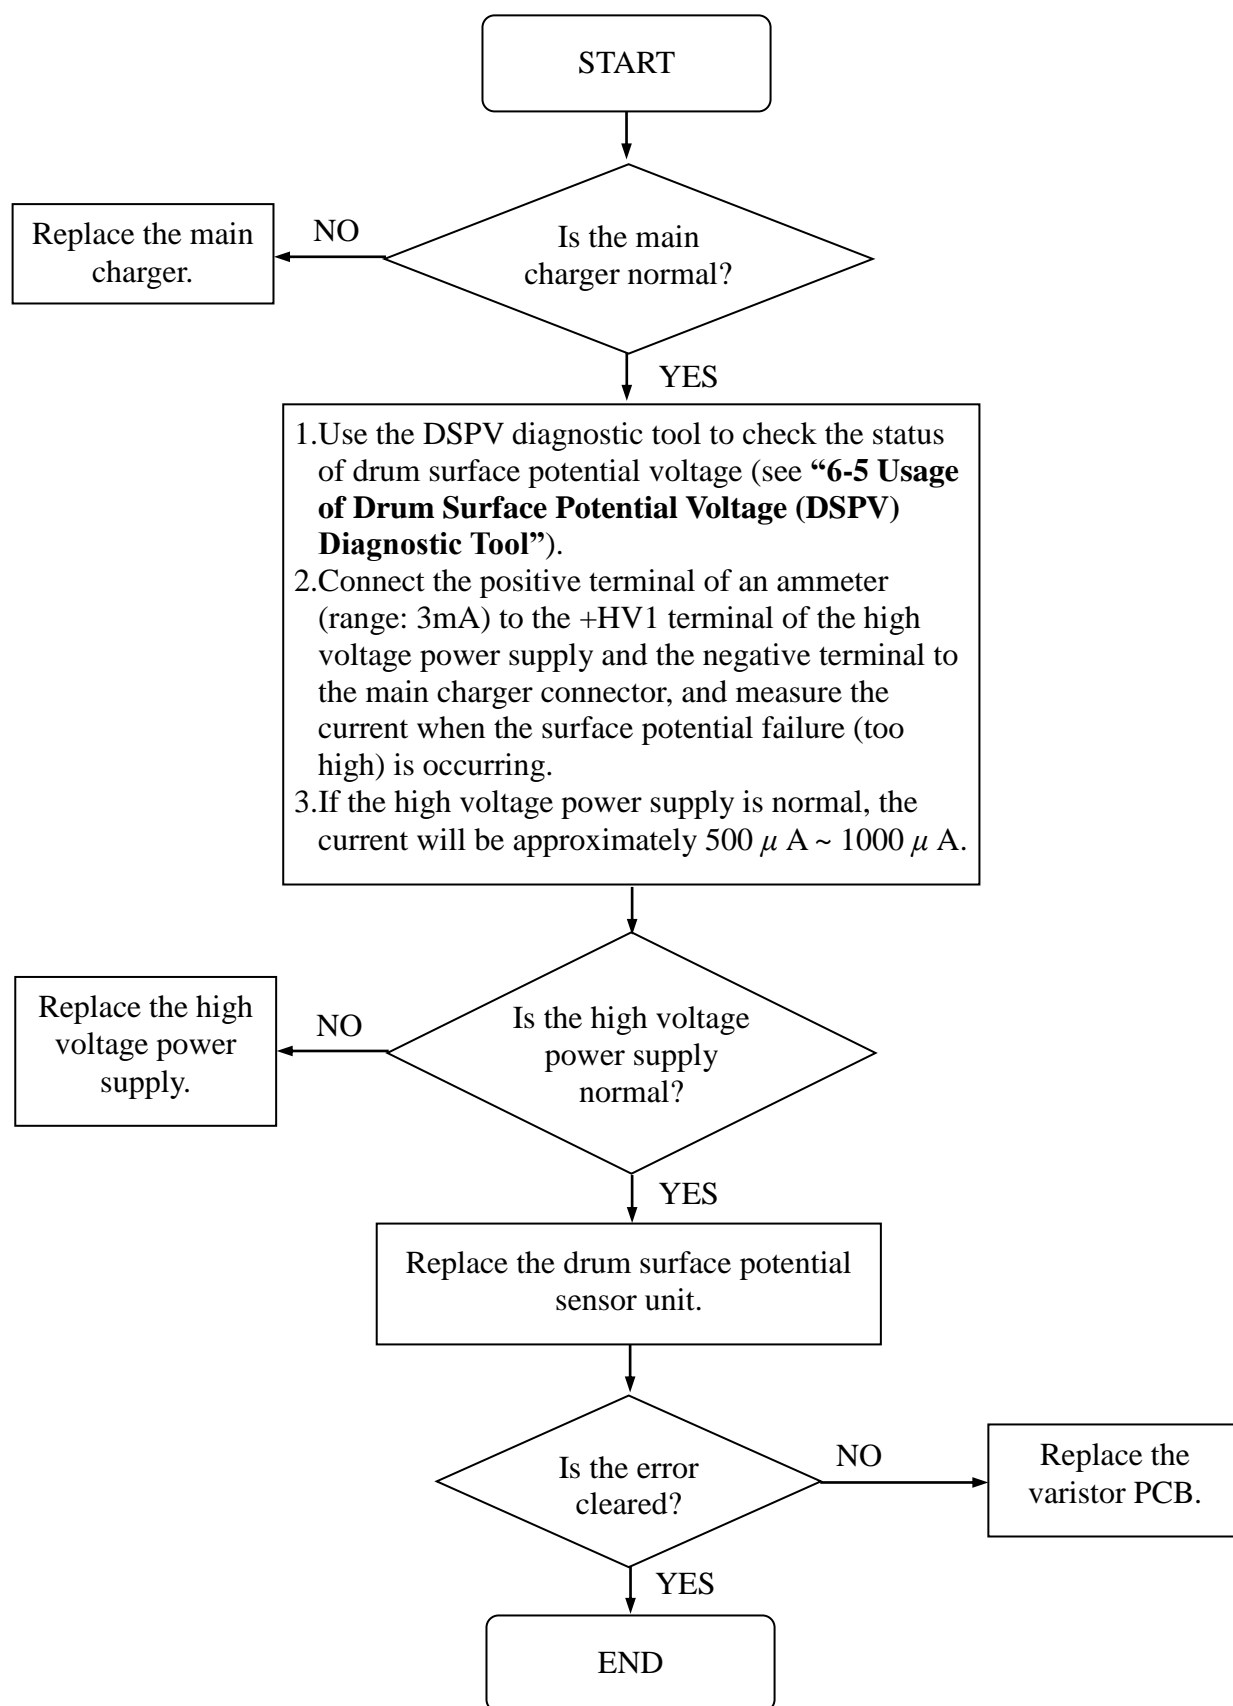 START
Is the main
charger normal?
NO
Replace the main
charger.
YES
1.Use the DSPV diagnostic tool to check the status
of drum surface potential voltage (see “6-5 Usage
of Drum Surface Potential Voltage (DSPV)
Diagnostic Tool”).
2.Connect the positive terminal of an ammeter
(range: 3mA) to the +HV1 terminal of the high
voltage power supply and the negative terminal to
the main charger connector, and measure the
current when the surface potential failure (too
high) is occurring.
3.If the high voltage power supply is normal, the
current will be approximately 500 μ A ~ 1000 μ A.
Is the high voltage
power supply
normal?
NO
Replace the high
voltage power
supply.
YES
Replace the drum surface potential
sensor unit.
Is the error
cleared?
NO
Replace the
varistor PCB.
YES
END